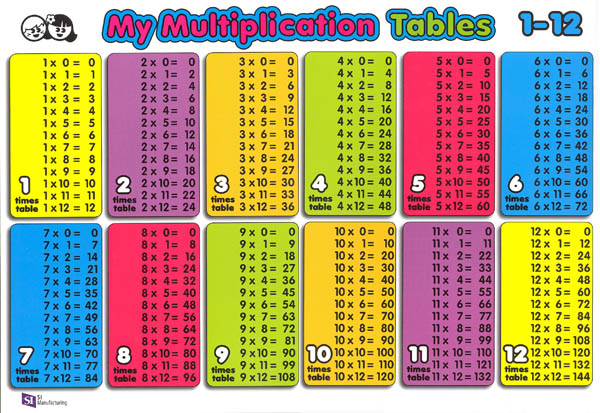 My Multiplication Tables 1-12
1 x 0 = 0
1 x 1 = 1
1 x 2 = 2
1 x 3 = 3
1 x 4 = 4
1 x 5 = 5
1 x 6 = 6
1 x 7 = 7
1 x 8 = 8
1 x 9 = 9
1 x 10 = 10
1 x 11 = 11
1 x 12 = 12
1
times
table
2 x 0 = 0
2 x 1 = 2
2 x 2 = 4
2 x 3 = 6
2 x 4 = 8
2 x 5 = 10
2 x 6 = 12
2 x 7 = 14
2 x 8 = 16
2 x 9 = 18
2 x 10 = 20
2 x 11 = 22
2 x 12 = 24
2
times
table
3 x 0 = 0
3 x 1 = 3
3 x 2 = 6
3 x 3 = 9
3 x 4 = 12
3 x 5 = 15
3 x 6 = 18
3 x 7 = 21
3 x 8 = 24
3 x 9 = 27
3 x 10 = 30
3 x 11 = 33
3 x 12 = 36
3
times
table
4 x 0 = 0
4 x 1 = 4
4 x 2 = 8
4 x 3 = 12
4 x 4 = 16
4 x 5 = 20
4 x 6 = 24
4 x 7 = 28
4 x 8 = 32
4 x 9 = 36
4 x 10 = 40
4 x 11 = 44
4 x 12 = 48
4
times
table
5 x 0 = 0
5 x 1 = 5
5 x 2 = 10
5 x 3 = 15
5 x 4 = 20
5 x 5 = 25
5 x 6 = 30
5 x 7 = 35
5 x 8 = 40
5 x 9 = 45
5 x 10 = 50
5 x 11 = 55
5 x 12 = 60
5
times
table
6 x 0 = 0
6 x 1 = 6
6 x 2 = 12
6 x 3 = 18
6 x 4 = 24
6 x 5 = 30
6 x 6 = 36
6 x 7 = 42
6 x 8 = 48
6 x 9 = 54
6 x 10 = 60
6 x 11 = 66
6 x 12 = 72
6
times
table
7 x 0 = 0
7 x 1 = 7
7 x 2 = 14
7 x 3 = 21
7 x 4 = 28
7 x 5 = 35
7 x 6 = 42
7 x 7 = 49
7 x 8 = 56
7 x 9 = 63
7 x 10 = 70
7 x 11 = 77
7 x 12 = 84
7
times
table
8 x 0 = 0
8 x 1 = 8
8 x 2 = 16
8 x 3 = 24
8 x 4 = 32
8 x 5 = 40
8 x 6 = 48
8 x 7 = 56
8 x 8 = 64
8 x 9 = 72
8 x 10 = 80
8 x 11 = 88
8 x 12 = 96
8
times
table
9 x 0 = 0
9 x 1 = 9
9 x 2 = 18
9 x 3 = 27
9 x 4 = 36
9 x 5 = 45
9 x 6 = 54
9 x 7 = 63
9 x 8 = 72
9 x 9 = 81
9 x 10 = 90
9 x 11 = 99
9 x 12 = 108
9
times
table
10 x 0 = 0
10 x 1 = 10
10 x 2 = 20
10 x 3 = 30
10 x 4 = 40
10 x 5 = 50
10 x 6 = 60
10 x 7 = 70
10 x 8 = 80
10 x 9 = 90
10 x 10 = 100
10 x 11 = 110
10 x 12 = 120
10
times
table
11 x 0 = 0
11 x 1 = 11
11 x 2 = 22
11 x 3 = 33
11 x 4 = 44
11 x 5 = 55
11 x 6 = 66
11 x 7 = 77
11 x 8 = 88
11 x 9 = 99
11 x 10 = 110
11 x 11 = 121
11 x 12 = 132
11
times
table
12 x 0 = 0
12 x 1 = 12
12 x 2 = 24
12 x 3 = 36
12 x 4 = 48
12 x 5 = 60
12 x 6 = 72
12 x 7 = 84
12 x 8 = 96
12 x 9 = 108
12 x 10 = 120
12 x 11 = 132
12 x 12 = 144
12
times
table
SI
SI
Manufacturing